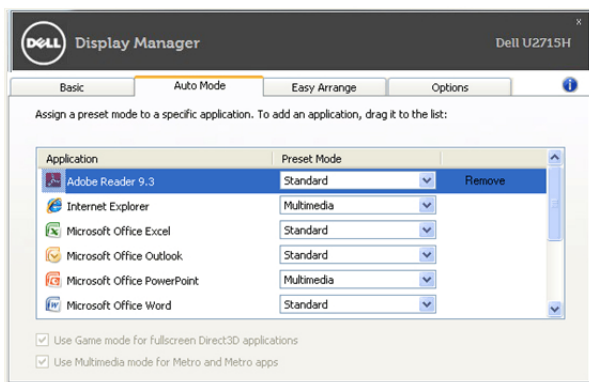 DELL Display Manager Dell U2715H
x
Basic Auto Mode Easy Arrange Options i
Assign a preset mode to a specific application. To add an application, drag it to the list:
Application Preset Mode
Adobe Reader 9.3 Standard Remove
Internet Explorer Multimedia
Microsoft Office Excel Standard
Microsoft Office Outlook Standard
Microsoft Office PowerPoint Multimedia
Microsoft Office Word Standard
Use Game mode for fullscreen Direct3D applications
Use Multimedia mode for Metro and Metro apps